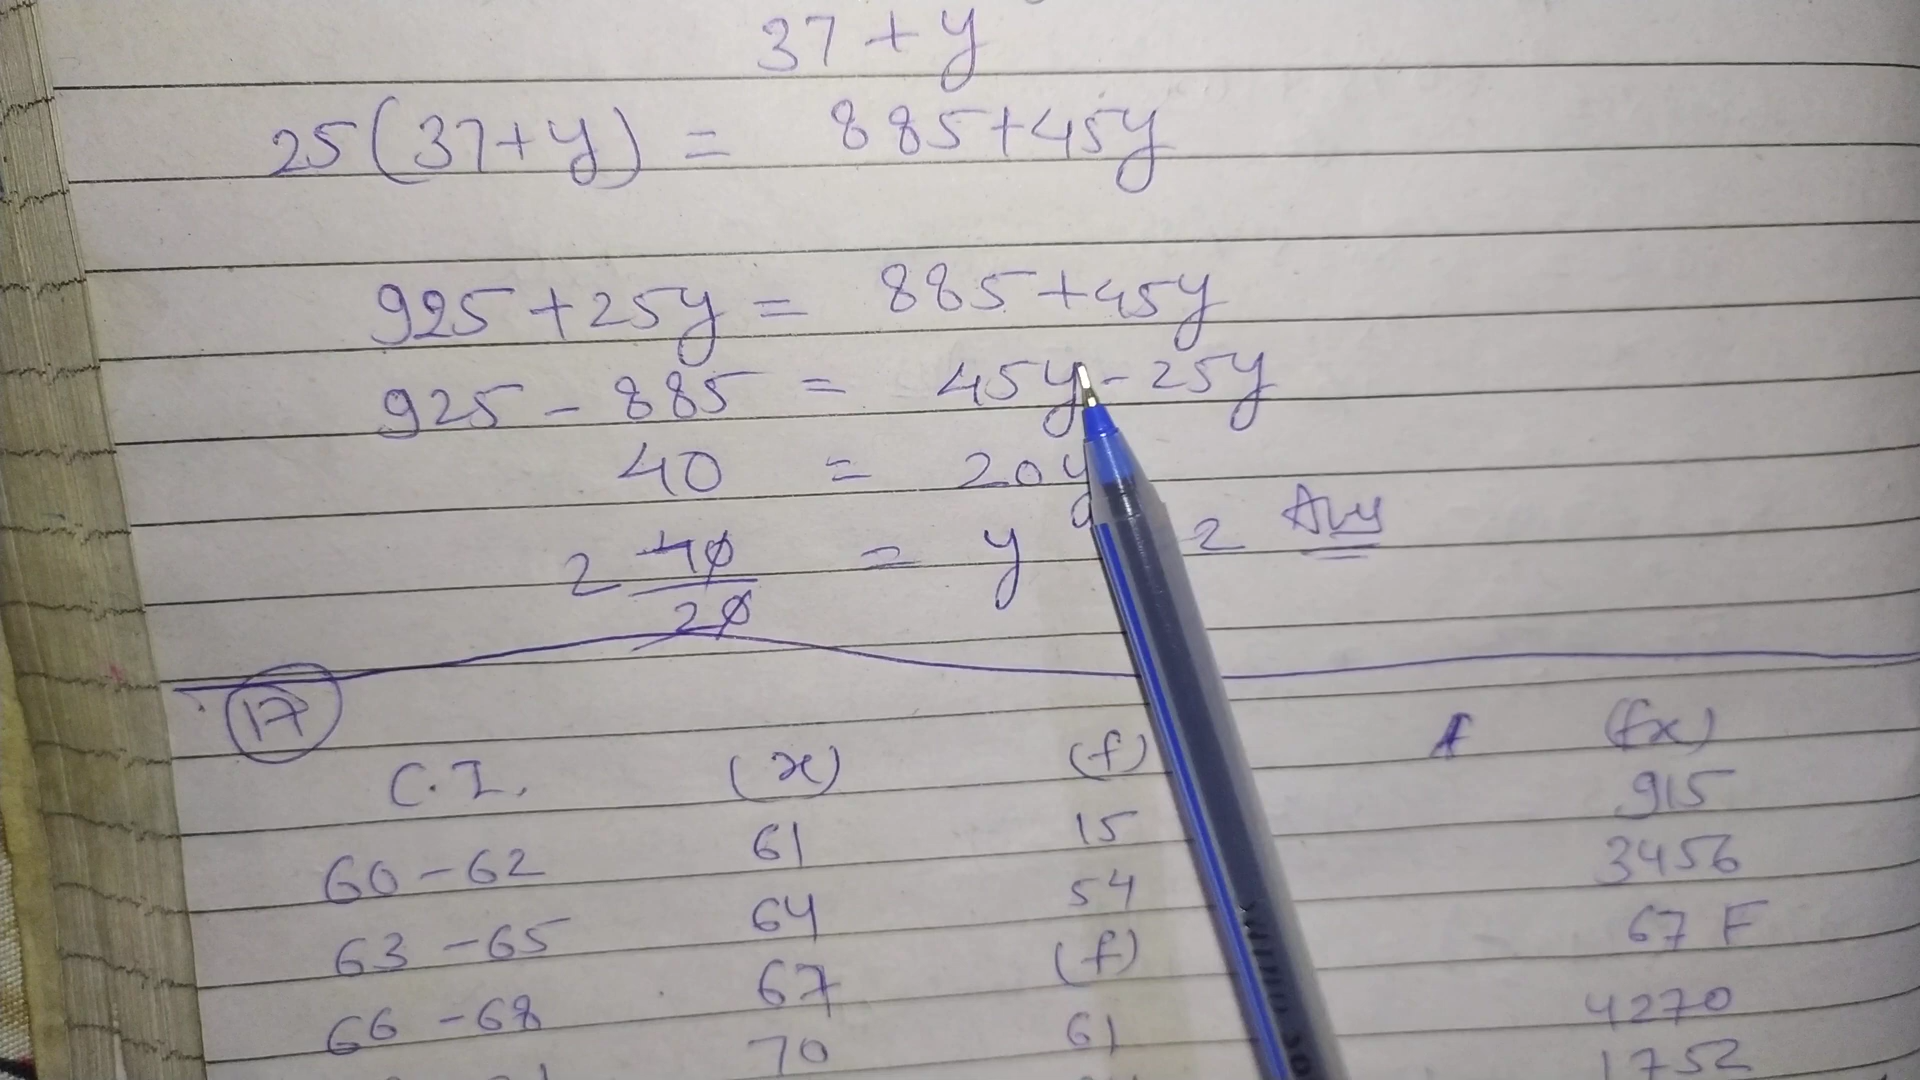 37 + y
25(37+y) = 885+45y
925+25y = 885+45y
925 - 885 = 45y - 25y
40 = 20y
2 40/20 = y 2 Ans
17
C.I. (x) (f) (fx)
60-62 61 15 915
63-65 64 54 3456
66-68 67 (f) 67 F
70 61 4270
1752